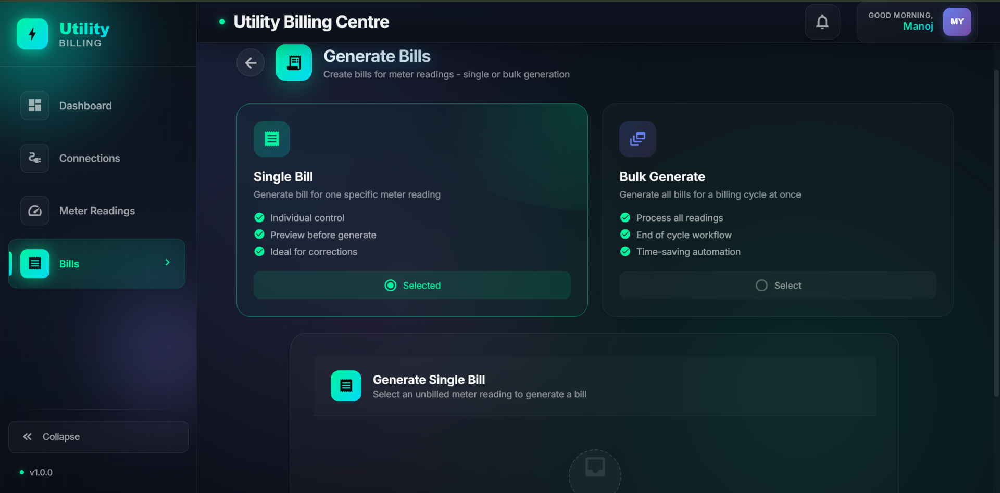 Utility
BILLING
Dashboard
Connections
Meter Readings
Bills
Collapse
v1.0.0
Utility Billing Centre
GOOD MORNING,
Manoj
MY
Generate Bills
Create bills for meter readings - single or bulk generation
Single Bill
Generate bill for one specific meter reading
Individual control
Preview before generate
Ideal for corrections
Selected
Bulk Generate
Generate all bills for a billing cycle at once
Process all readings
End of cycle workflow
Time-saving automation
Select
Generate Single Bill
Select an unbilled meter reading to generate a bill